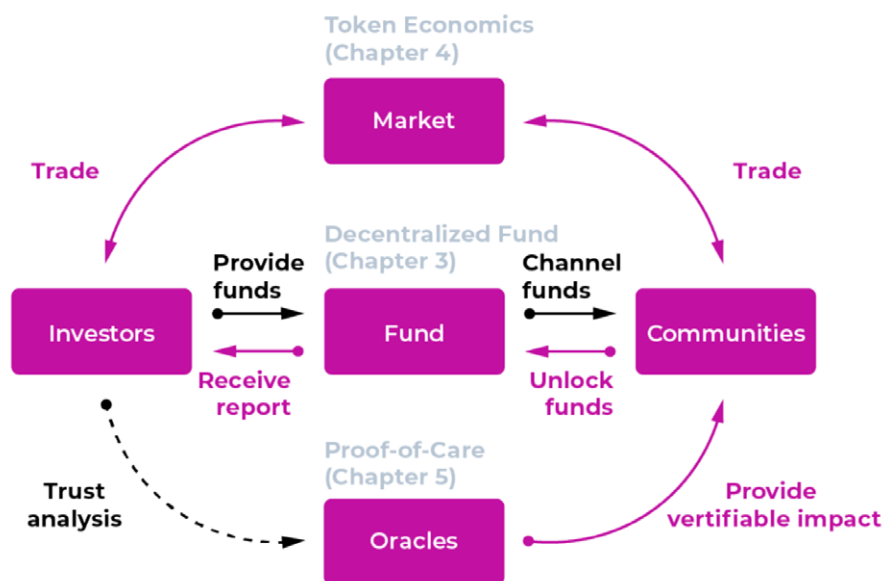 Token Economics
(Chapter 4)
Market
Trade
Trade
Decentralized Fund
(Chapter 3)
Provide
funds
Channel
funds
Investors
Fund
Communities
Receive
report
Unlock
funds
Proof-of-Care
(Chapter 5)
Trust
analysis
Oracles
Provide
vertifiable impact